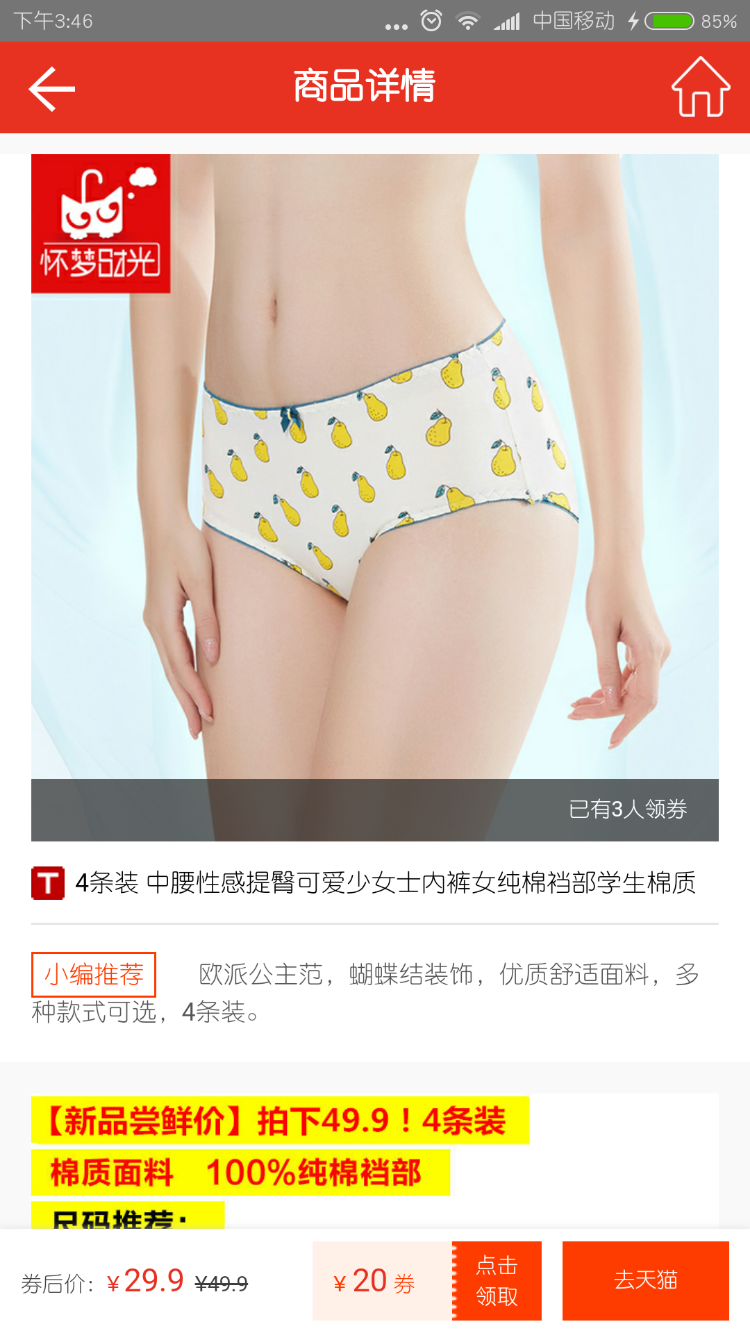 下午3:46
... 中国移动 85%
商品详情
怀梦时光
已有3人领券
T 4条装 中腰性感提臀可爱少女士内裤女纯棉裆部学生棉质
小编推荐 欧派公主范，蝴蝶结装饰，优质舒适面料，多
种款式可选，4条装。
【新品尝鲜价】拍下49.9！4条装
棉质面料 100%纯棉裆部
尺码推荐：
券后价：¥29.9 ¥49.9 ¥20券 点击
领取 去天猫